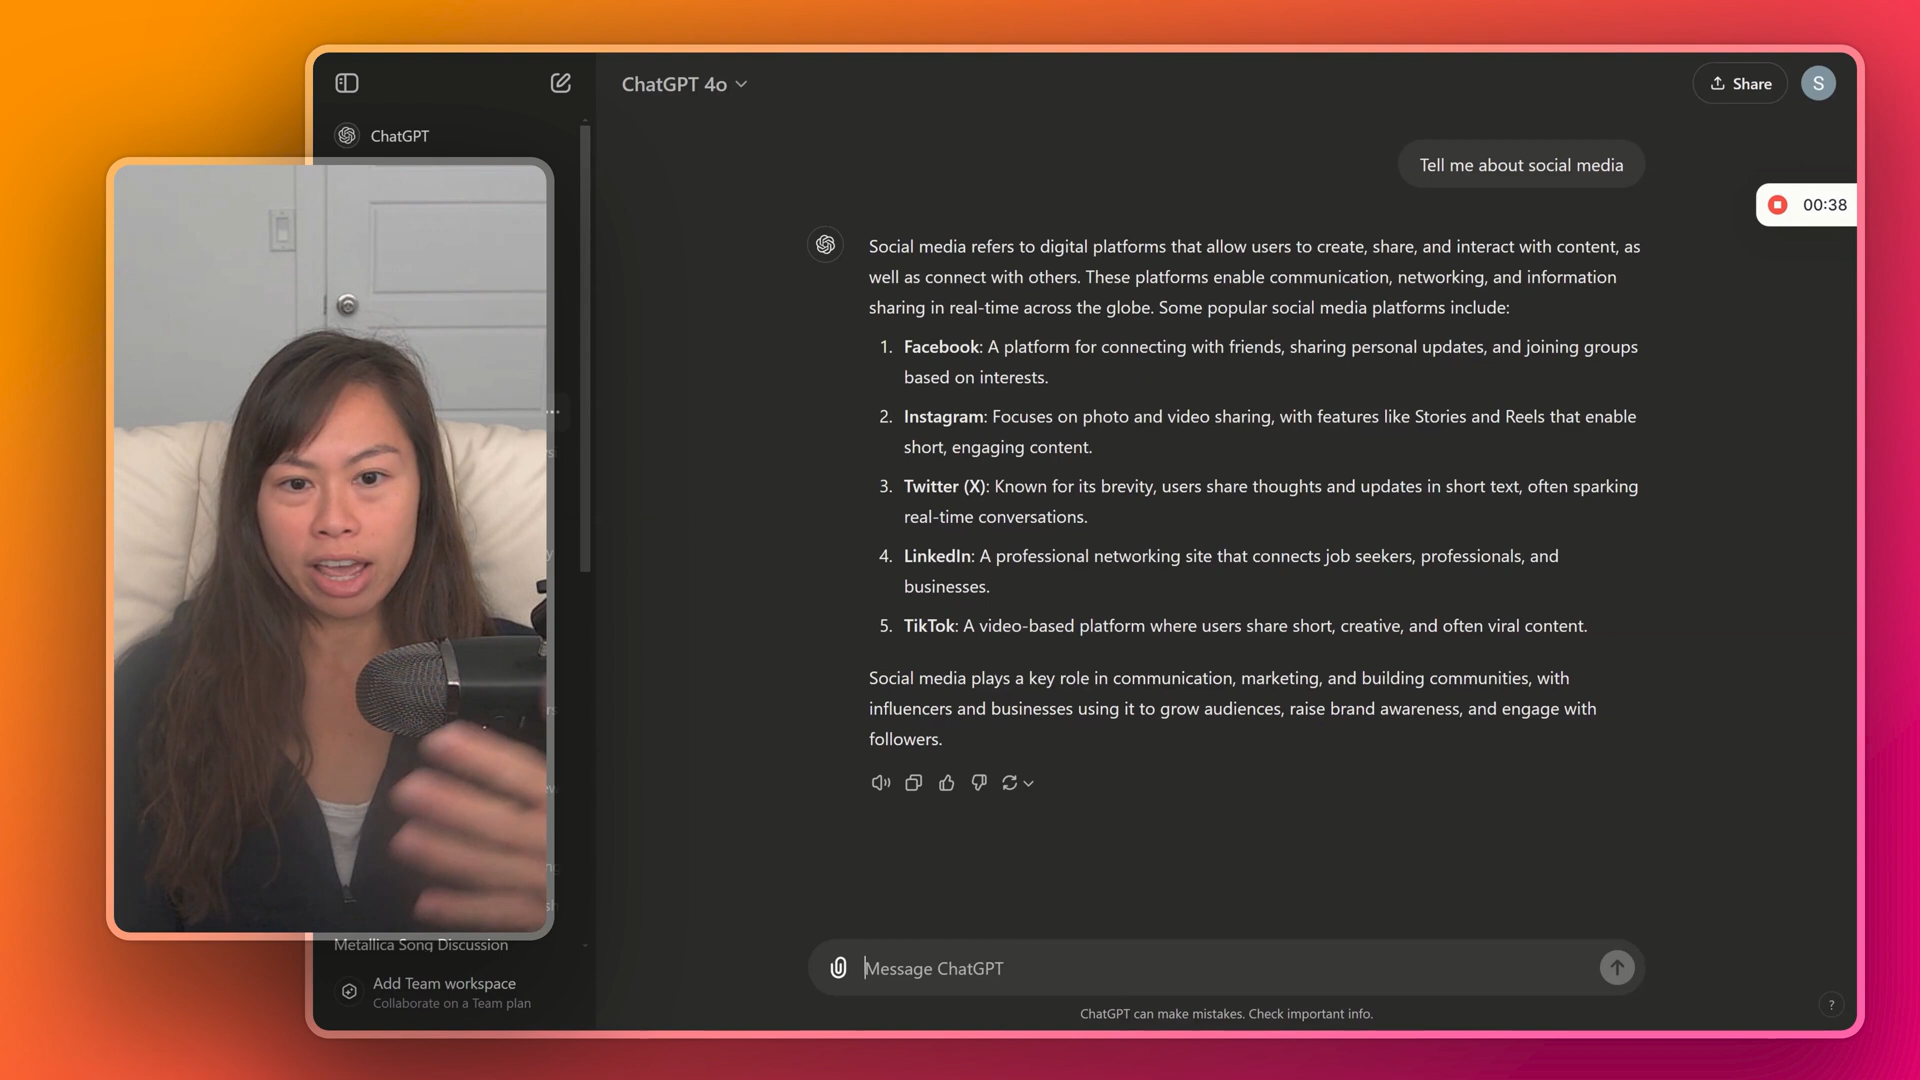 ChatGPT 4o
Share
S
ChatGPT
Tell me about social media
00:38
Social media refers to digital platforms that allow users to create, share, and interact with content, as
well as connect with others. These platforms enable communication, networking, and information
sharing in real-time across the globe. Some popular social media platforms include:
1. Facebook: A platform for connecting with friends, sharing personal updates, and joining groups
based on interests.
2. Instagram: Focuses on photo and video sharing, with features like Stories and Reels that enable
short, engaging content.
3. Twitter (X): Known for its brevity, users share thoughts and updates in short text, often sparking
real-time conversations.
4. LinkedIn: A professional networking site that connects job seekers, professionals, and
businesses.
5. TikTok: A video-based platform where users share short, creative, and often viral content.
Social media plays a key role in communication, marketing, and building communities, with
influencers and businesses using it to grow audiences, raise brand awareness, and engage with
followers.
Metallica Song Discussion
Add Team workspace
Collaborate on a Team plan
Message ChatGPT
ChatGPT can make mistakes. Check important info.
?